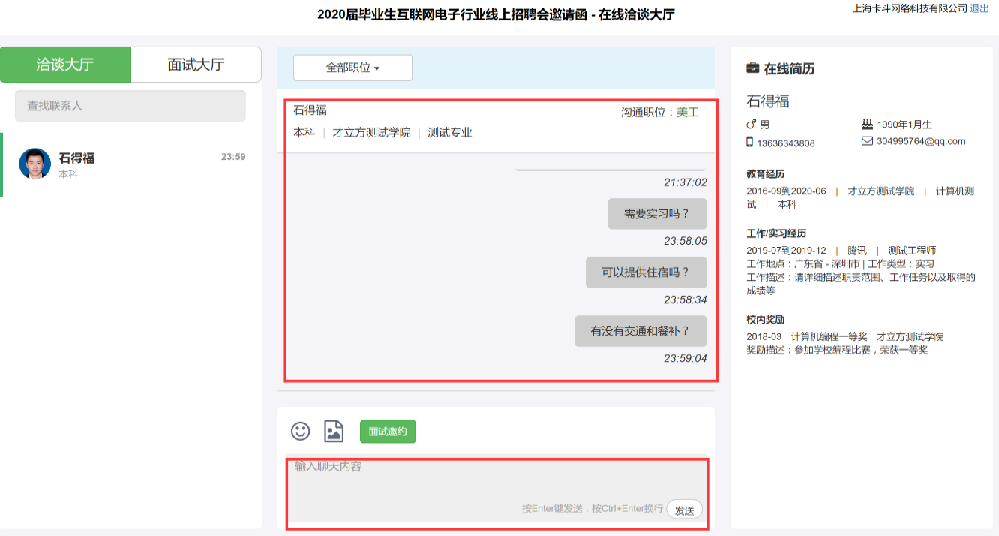 2020届毕业生互联网电子行业线上招聘会邀请函 - 在线洽谈大厅
上海卡斗网络科技有限公司 退出
洽谈大厅
面试大厅
查找联系人
石得福
23:59
本科
全部职位
石得福
沟通职位：美工
本科 | 才立方测试学院 | 测试专业
21:37:02
需要实习吗？
23:58:05
可以提供住宿吗？
23:58:34
有没有交通和餐补？
23:59:04
面试邀约
输入聊天内容
按Enter键发送，按Ctrl+Enter换行
发送
在线简历
石得福
男
1990年1月生
13636343808
304995764@qq.com
教育经历
2016-09到2020-06 | 才立方测试学院 | 计算机测
试 | 本科
工作/实习经历
2019-07到2019-12 | 腾讯 | 测试工程师
工作地点：广东省 - 深圳市 | 工作类型：实习
工作描述：请详细描述职责范围、工作任务以及取得的
成绩等
校内奖励
2018-03 计算机编程一等奖 才立方测试学院
奖励描述：参加学校编程比赛，荣获一等奖